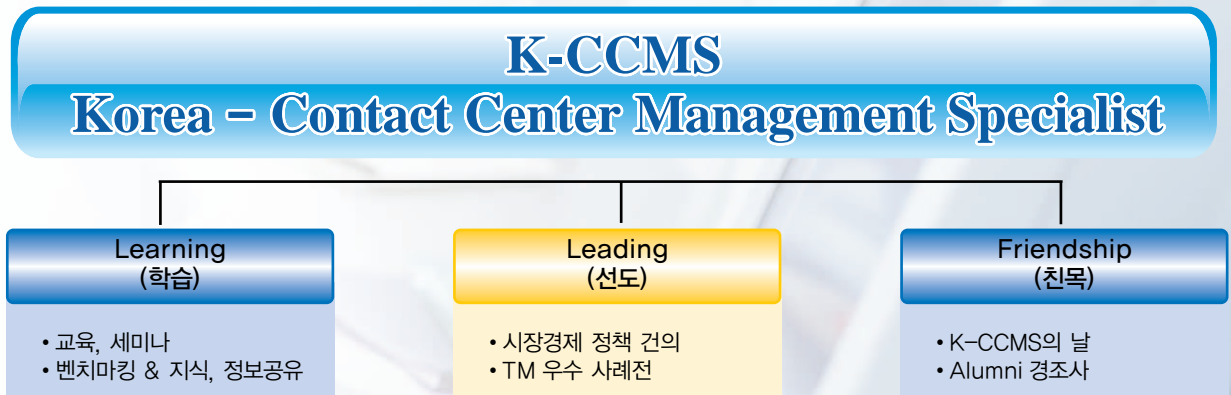 K-CCMS
Korea – Contact Center Management Specialist
Learning
(학습)
• 교육, 세미나
• 벤치마킹 & 지식, 정보공유
Leading
(선도)
• 시장경제 정책 건의
• TM 우수 사례전
Friendship
(친목)
• K-CCMS의 날
• Alumni 경조사